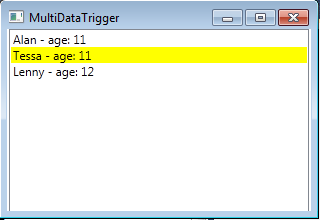 MultiDataTrigger
Alan - age: 11
Tessa - age: 11
Lenny - age: 12